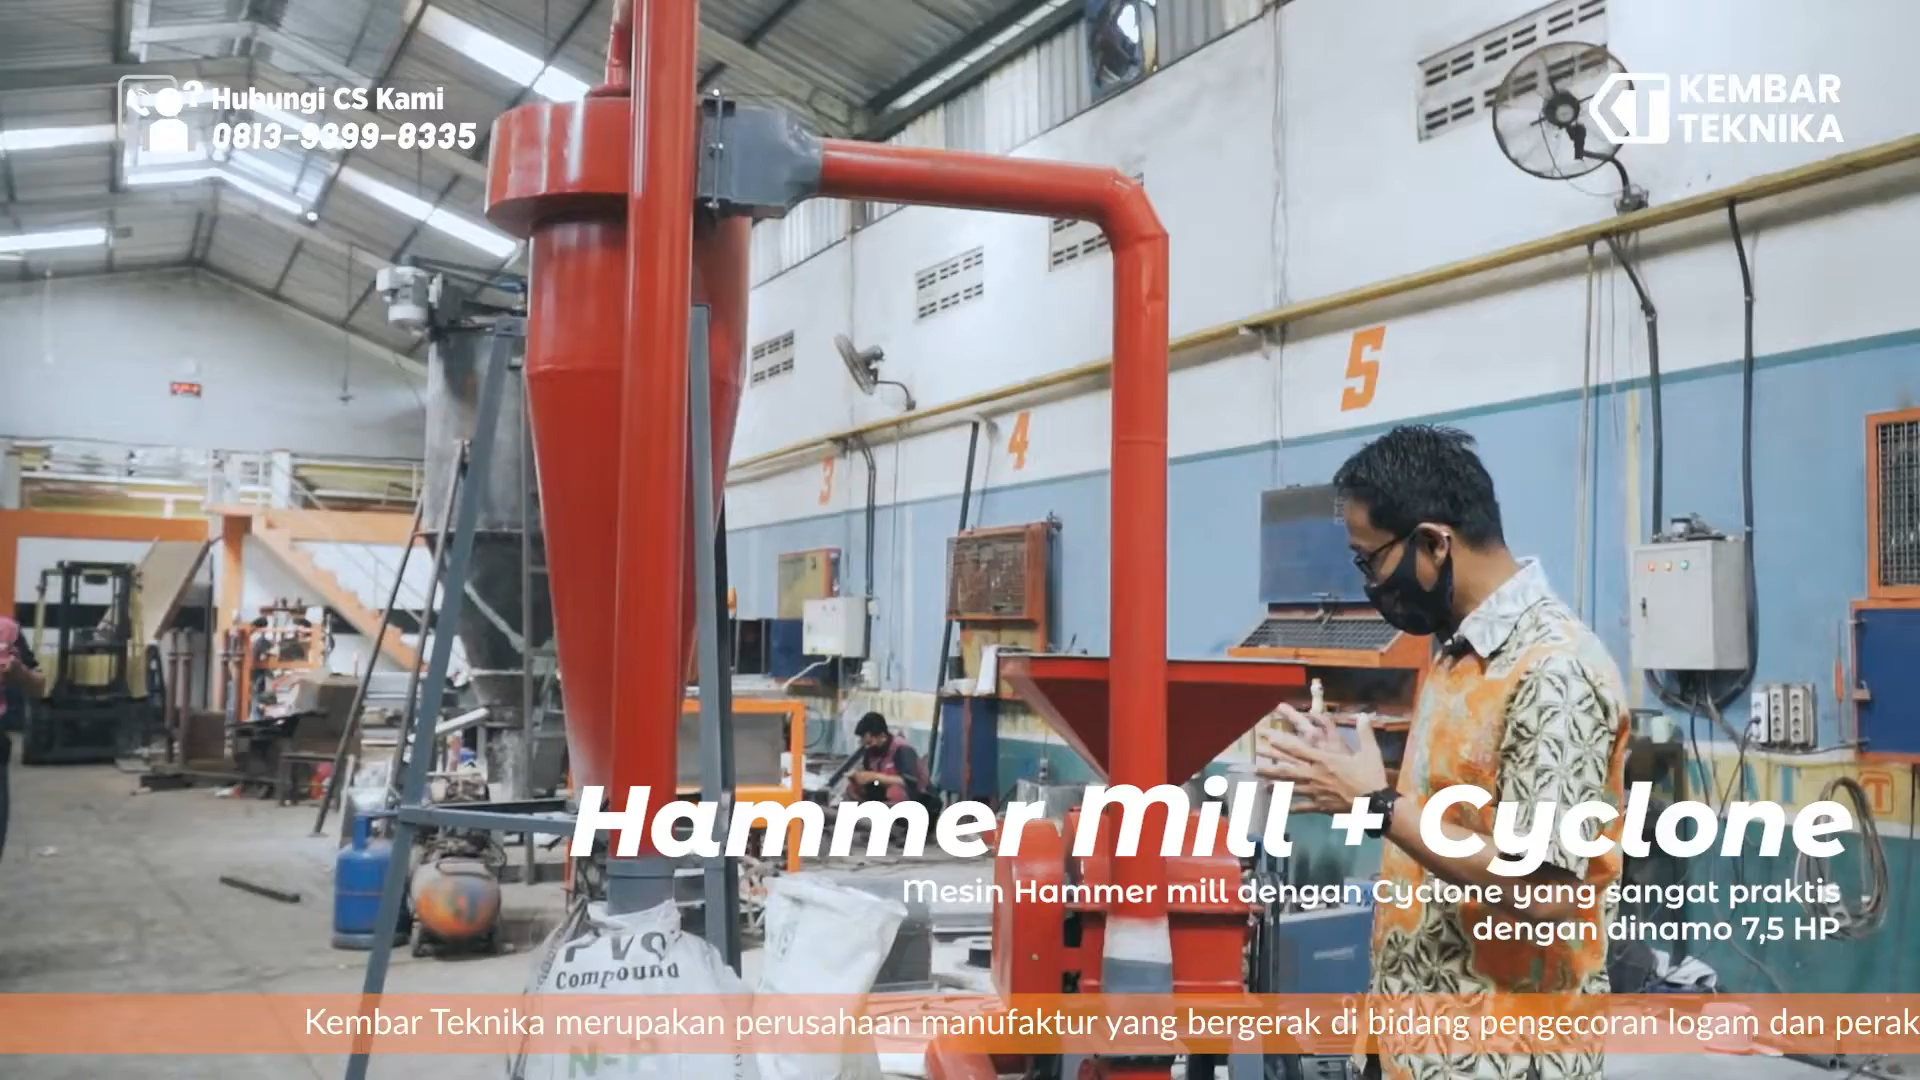 Hubungi CS Kami
0813-9399-8335
KEMBAR
TEKNIKA
5
4
3
Hammer Mill + Cyclone
Mesin Hammer mill dengan Cyclone yang sangat praktis
dengan dinamo 7,5 HP
PVC
Compound
Kembar Teknika merupakan perusahaan manufaktur yang bergerak di bidang pengecoran logam dan perak